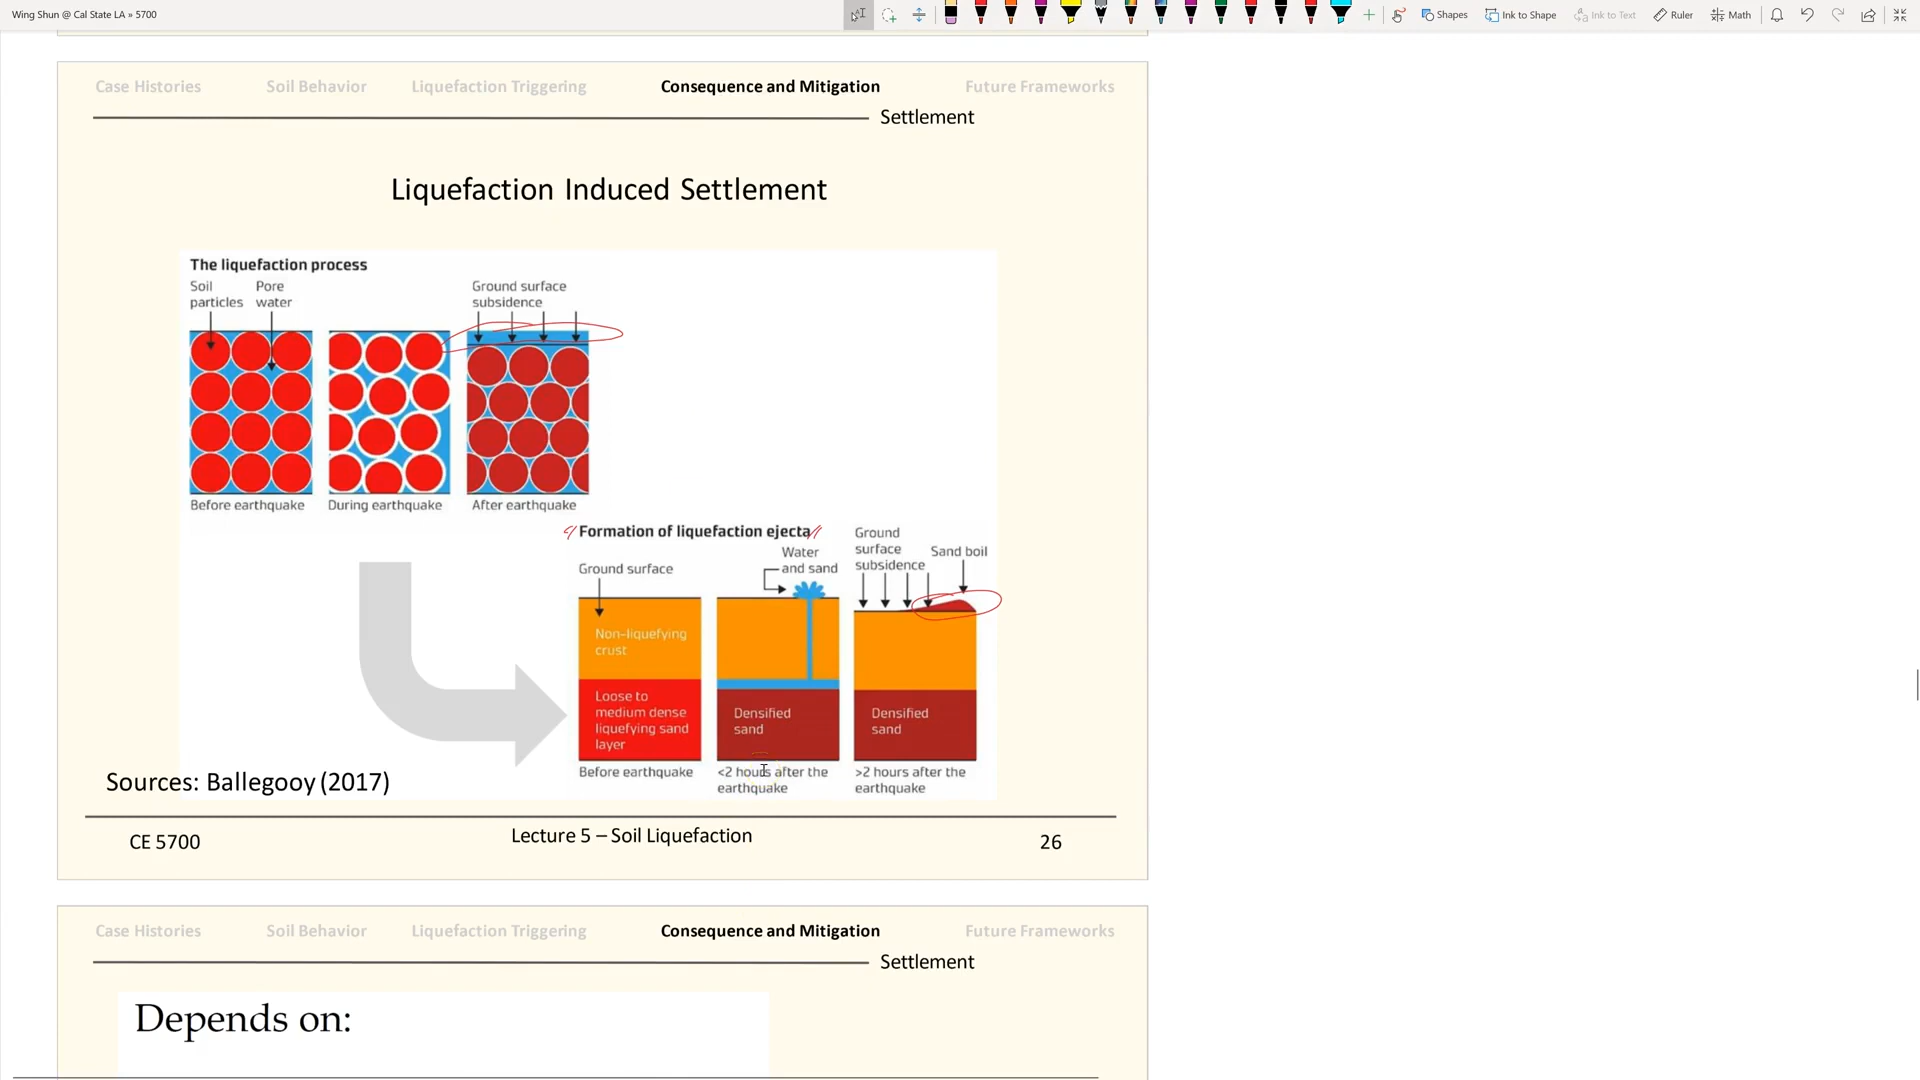 Wing Shun @ Cal State LA » 5700
Shapes
Ink to Shape
Ink to Text
Ruler
Math
Case Histories
Soil Behavior
Liquefaction Triggering
Consequence and Mitigation
Future Frameworks
Settlement
Liquefaction Induced Settlement
The liquefaction process
Soil particles
Pore water
Ground surface subsidence
Before earthquake
During earthquake
After earthquake
Formation of liquefaction ejecta
Ground surface
Water and sand
Ground surface subsidence
Sand boil
Non-liquefying crust
Loose to medium dense liquefying sand layer
Densified sand
Densified sand
Before earthquake
<2 hours after the earthquake
>2 hours after the earthquake
Sources: Ballegooy (2017)
CE 5700
Lecture 5 – Soil Liquefaction
26
Case Histories
Soil Behavior
Liquefaction Triggering
Consequence and Mitigation
Future Frameworks
Settlement
Depends on: